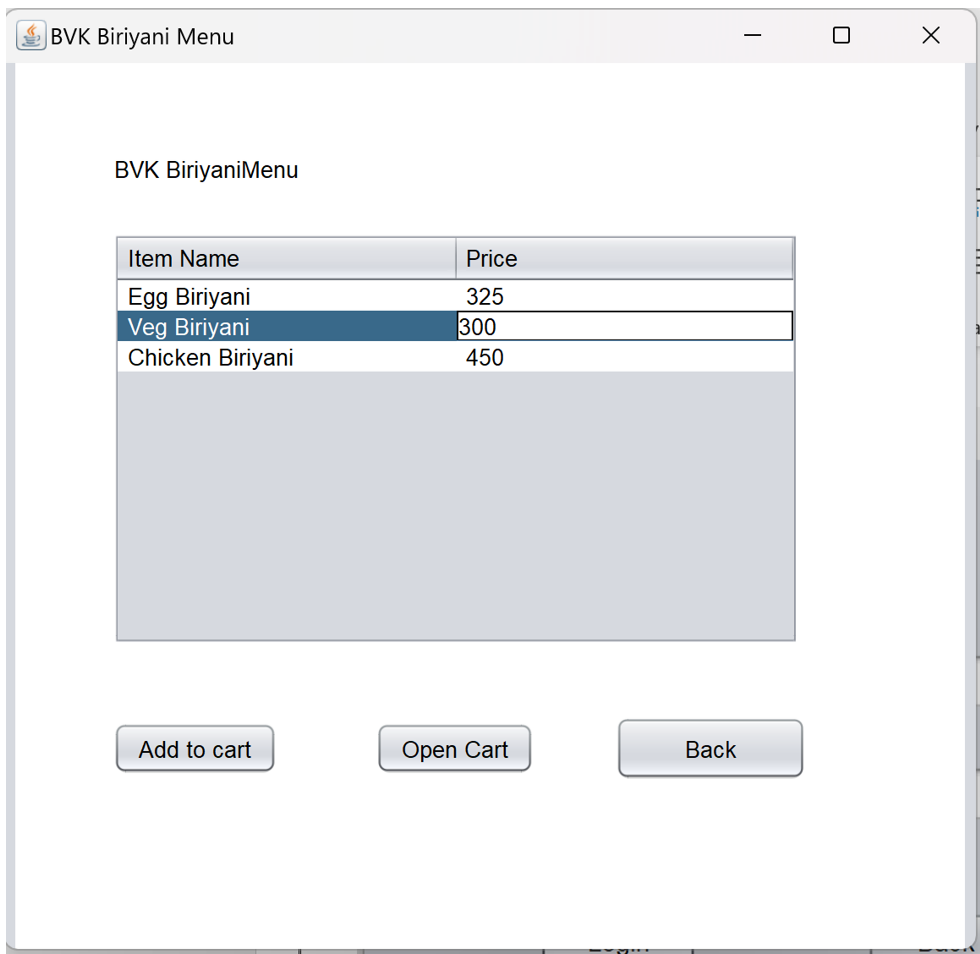 BVK Biriyani Menu
BVK BiriyaniMenu
Item Name Price
Egg Biriyani 325
Veg Biriyani 300
Chicken Biriyani 450
Add to cart Open Cart Back